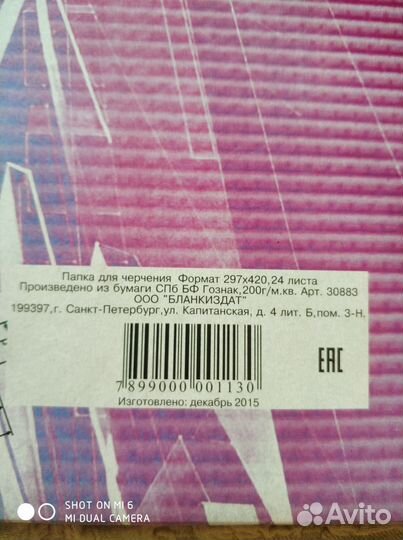 Папка для черчения Формат 297х420,24 листа
Произведено из бумаги СПб БФ Гознак,200г/м.кв. Арт. 30883
ООО "БЛАНКИЗДАТ"
199397,г. Санкт-Петербург,ул. Капитанская, д. 4 лит. Б,пом. 3-Н.
EAC
7 899000 001130
Изготовлено: декабрь 2015
SHOT ON MI 6
MI DUAL CAMERA
Avito